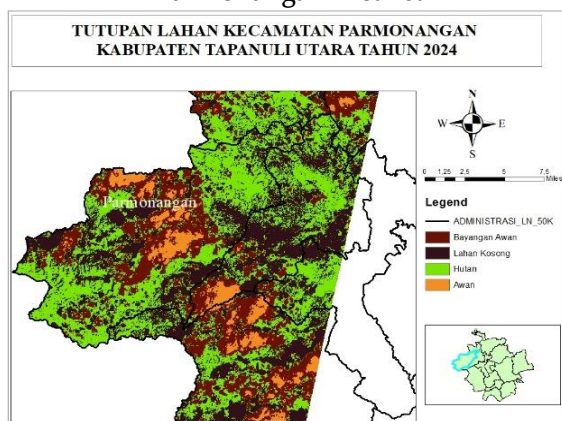 TUTUPAN LAHAN KECAMATAN PARMONANGAN
KABUPATEN TAPANULI UTARA TAHUN 2024
Parmonangan
N
W E
S
0 1.25 2.5 5 7.5
Miles
Legend
ADMINISTRASI_LN_50K
Bayangan Awan
Lahan Kosong
Hutan
Awan